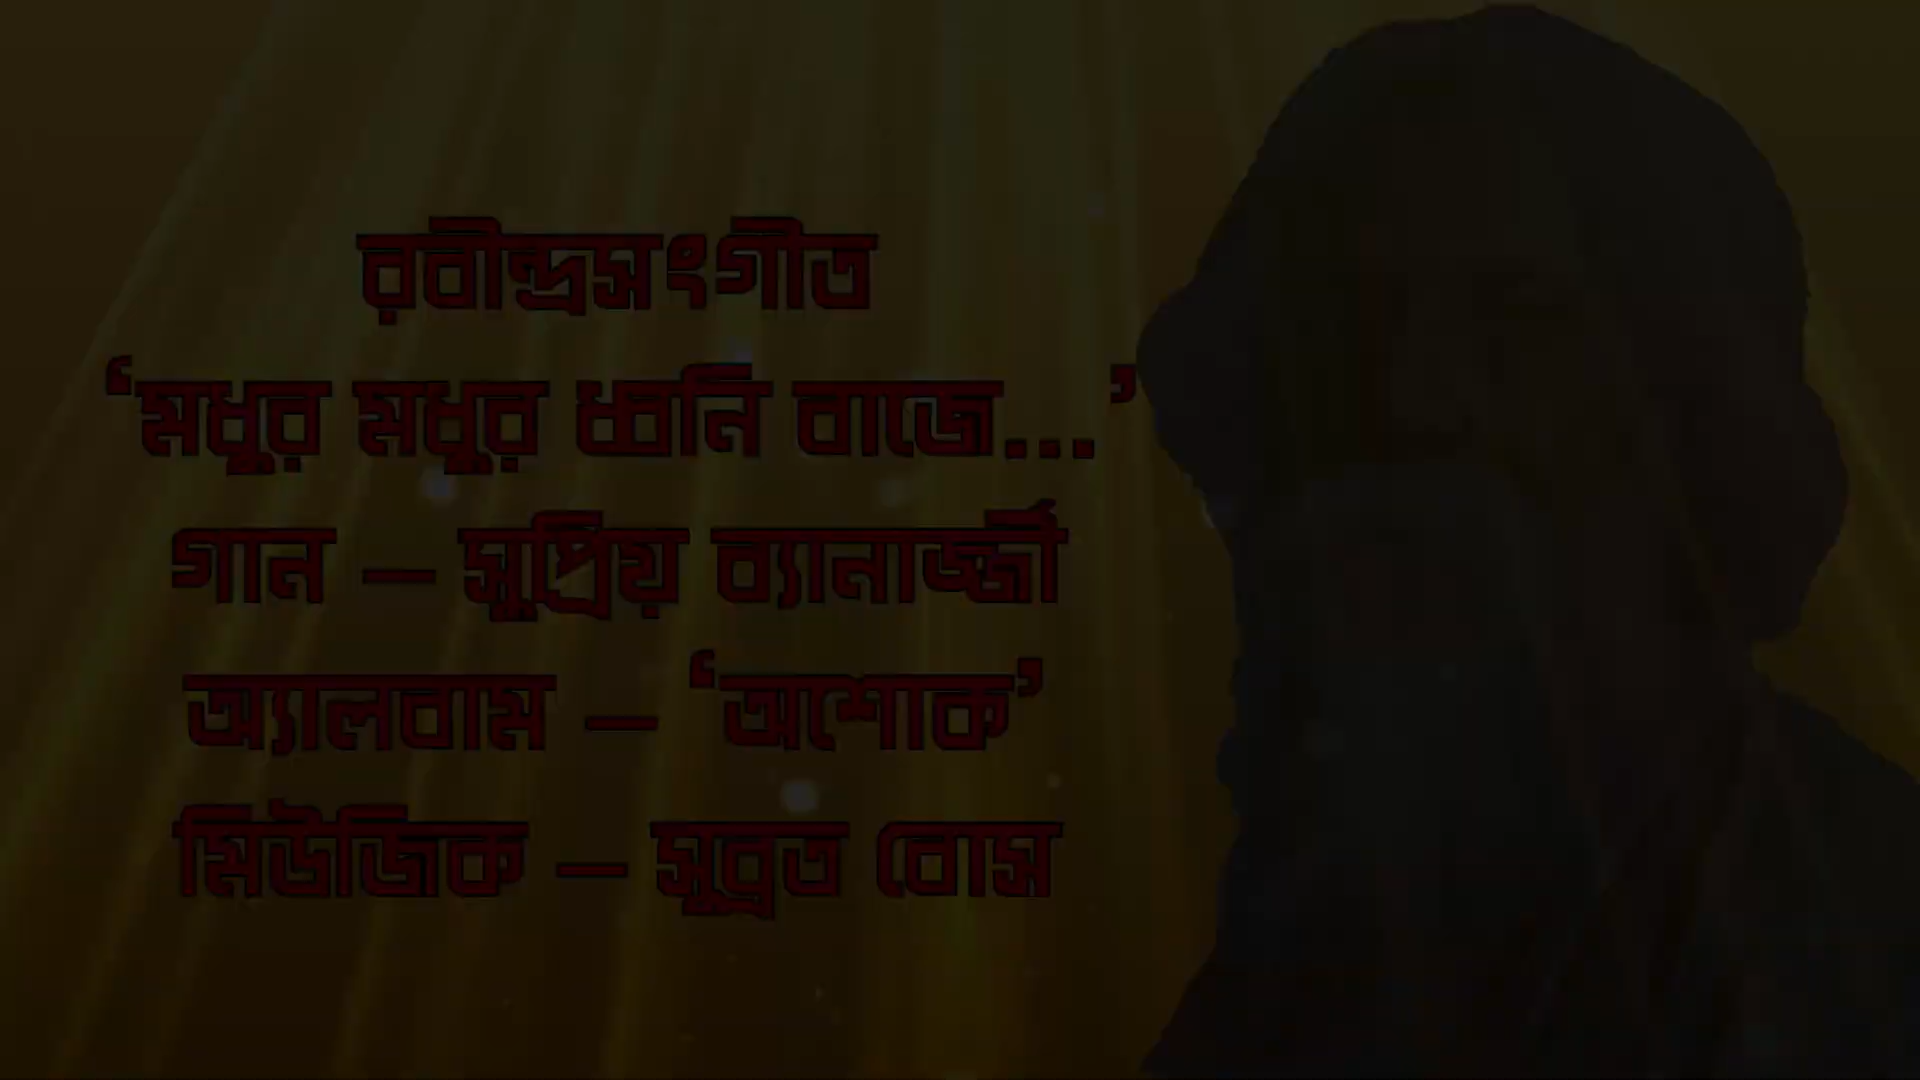 রবীন্দ্রসংগীত
‘মধুর মধুর ধ্বনি বাজে...’
গান – সুপ্রিয় ব্যানার্জ্জী
অ্যালবাম – ‘অশোক’
মিউজিক – সুব্রত বোস